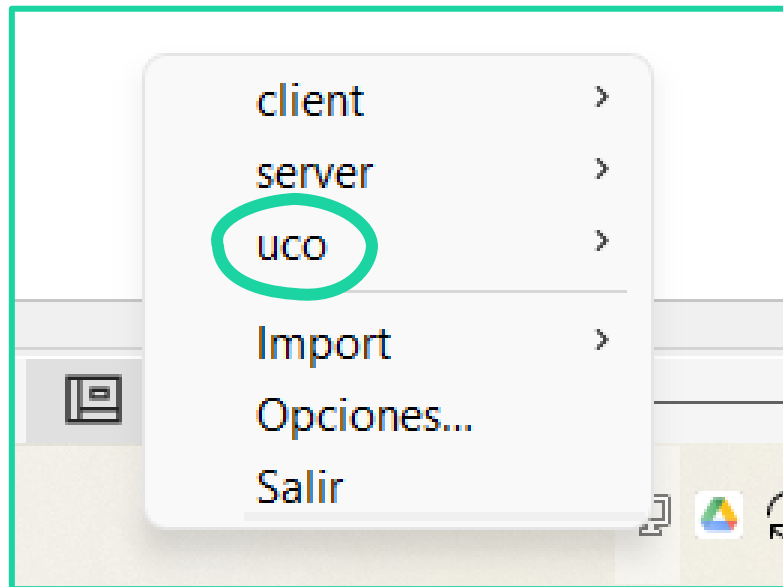 client
server
uco
Import
Opciones...
Salir